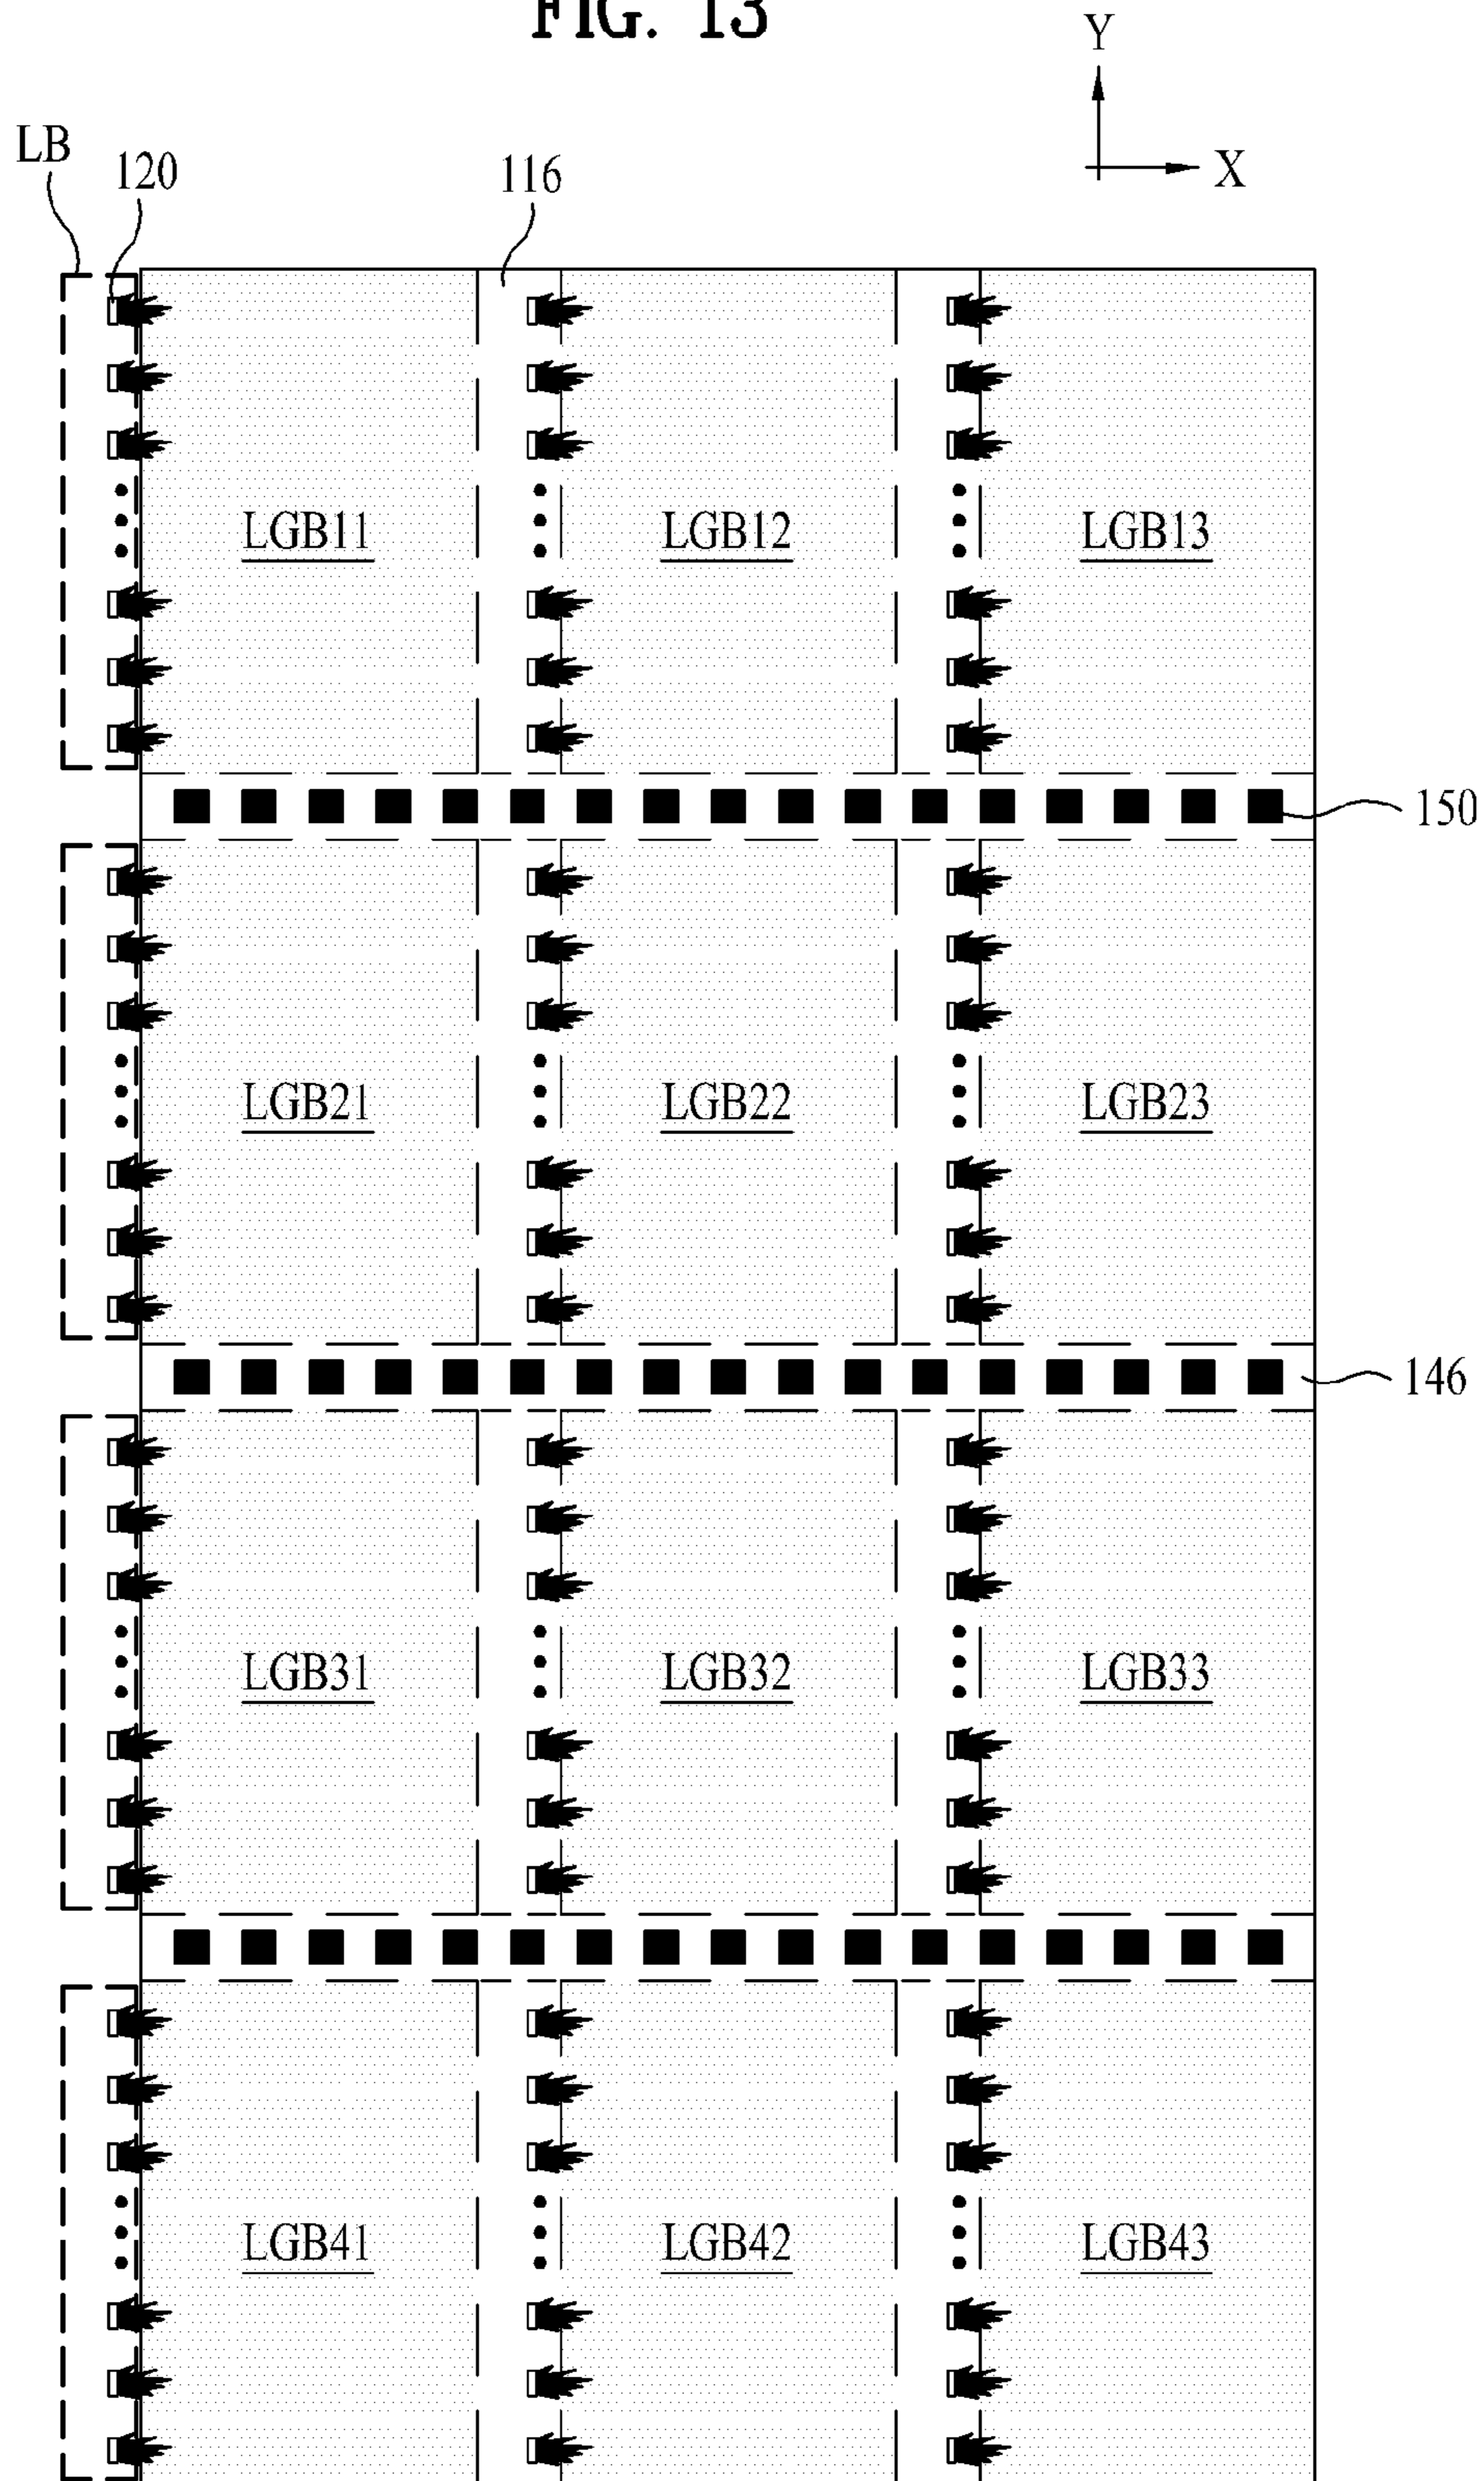 FIG. 13
Y
X
LB
120
116
LGB11
LGB12
LGB13
150
LGB21
LGB22
LGB23
146
LGB31
LGB32
LGB33
LGB41
LGB42
LGB43